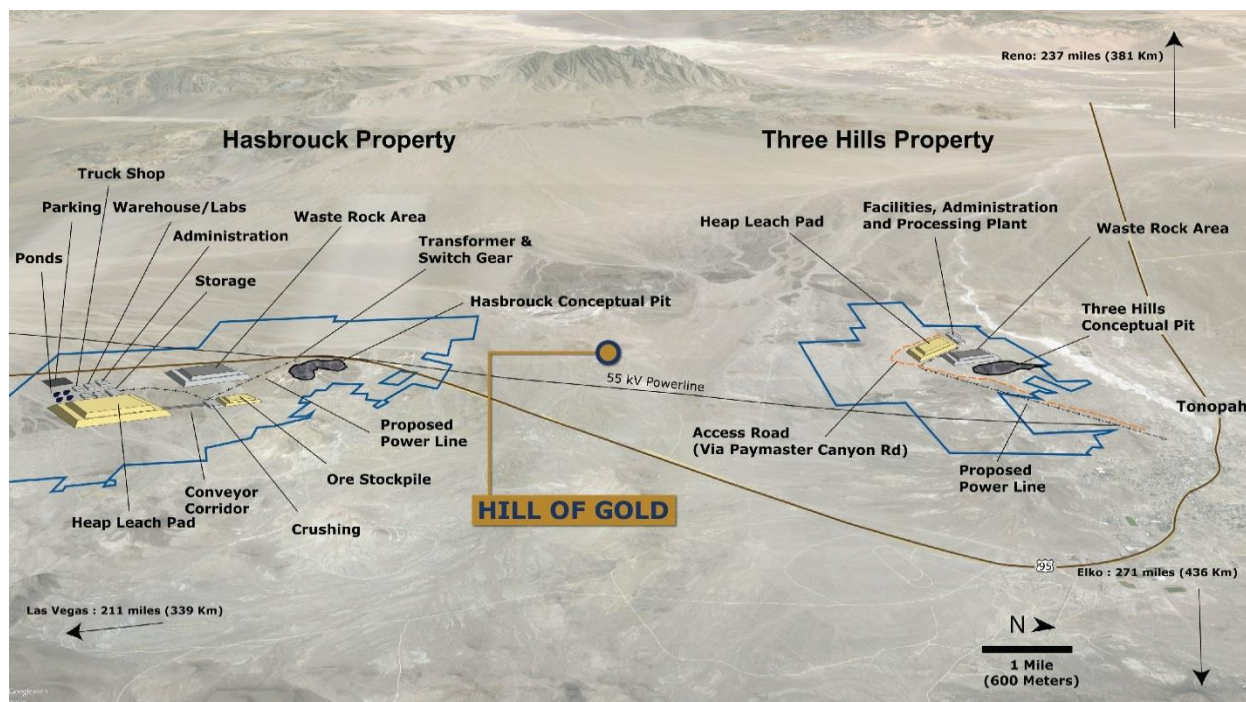 Reno: 237 miles (381 Km)
Hasbrouck Property
Three Hills Property
Truck Shop
Parking
Warehouse/Labs
Administration
Ponds
Storage
Waste Rock Area
Transformer &
Switch Gear
Hasbrouck Conceptual Pit
Heap Leach Pad
Facilities, Administration
and Processing Plant
Waste Rock Area
Three Hills
Conceptual Pit
55 kV Powerline
Tonopah
Access Road
(Via Paymaster Canyon Rd)
Proposed
Power Line
Proposed
Power Line
Ore Stockpile
Conveyor
Corridor
Heap Leach Pad
Crushing
HILL OF GOLD
95
Elko : 271 miles (436 Km)
Las Vegas : 211 miles (339 Km)
N
1 Mile
(600 Meters)